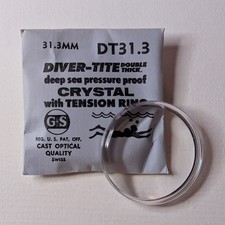 31.3MM DT31.3
DIVER-TITE DOUBLE THICK.
deep sea pressure proof
CRYSTAL
with TENSION RING
G-S
REG. U.S. PAT. OFF.
CAST OPTICAL
QUALITY
SWISS